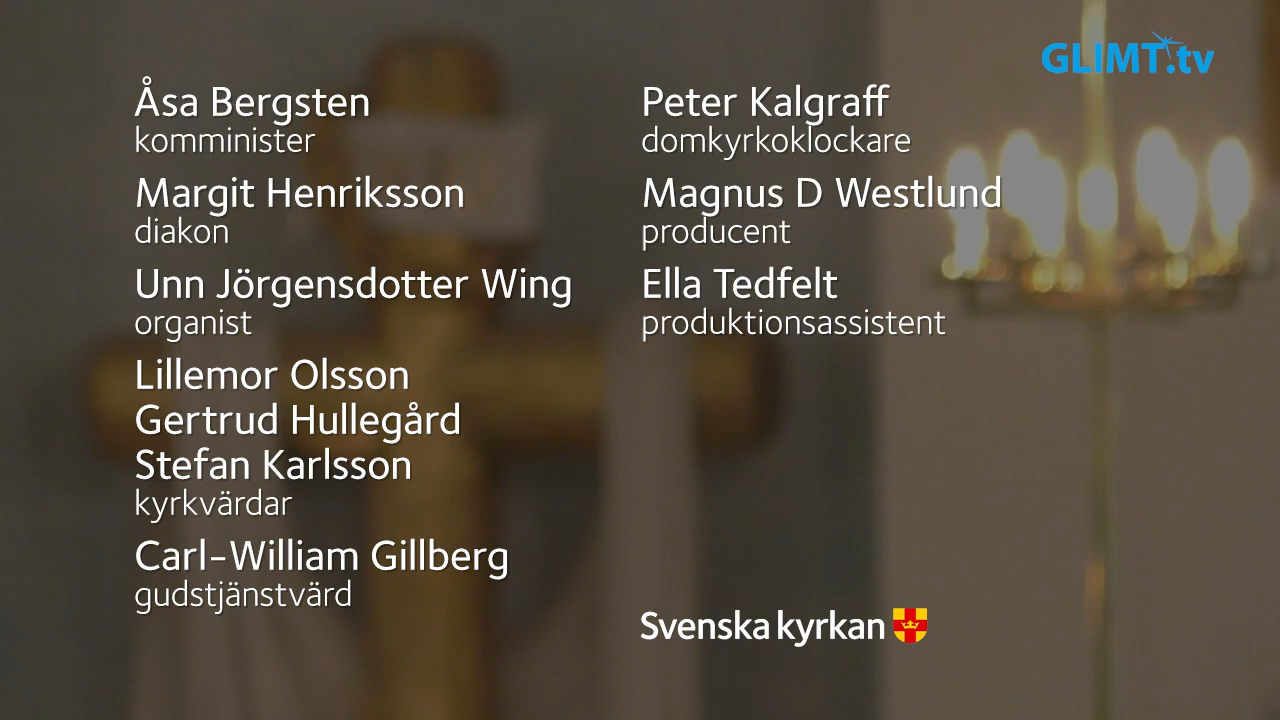 GLIMT.tv
Åsa Bergsten
komminister
Margit Henriksson
diakon
Unn Jörgensdotter Wing
organist
Lillemor Olsson
Gertrud Hullegård
Stefan Karlsson
kyrkvärdar
Carl-William Gillberg
gudstjänstvärd
Peter Kalgraff
domkyrkoklockare
Magnus D Westlund
producent
Ella Tedfelt
produktionsassistent
Svenska kyrkan